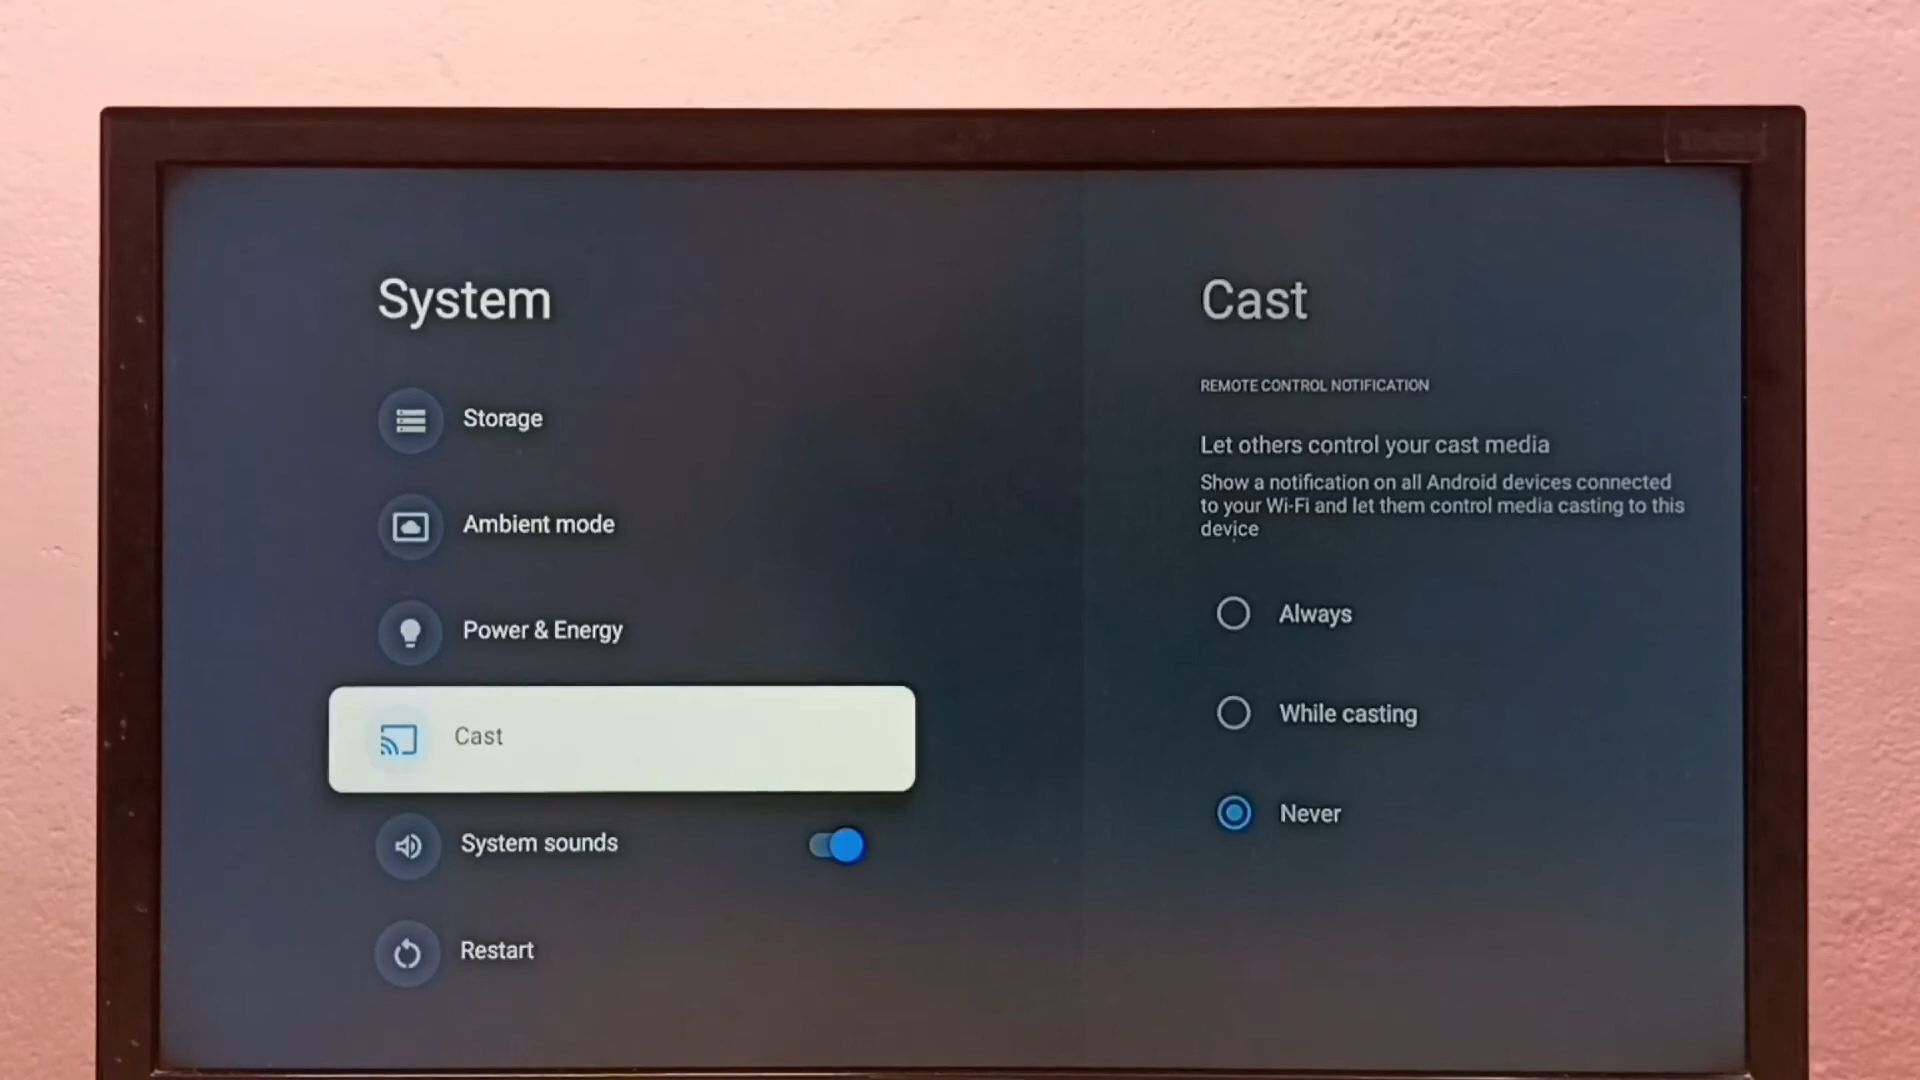 System
Storage
Ambient mode
Power & Energy
Cast
System sounds
Restart
Cast
REMOTE CONTROL NOTIFICATION
Let others control your cast media
Show a notification on all Android devices connected
to your Wi-Fi and let them control media casting to this
device
Always
While casting
Never